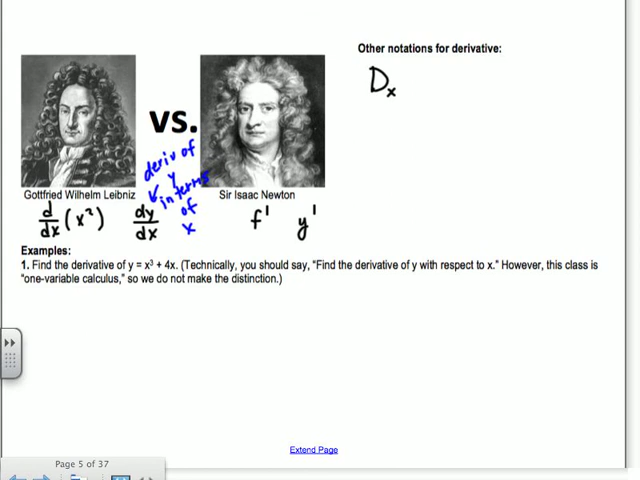 Other notations for derivative:
Dₓ
VS.
deriv of
y
in terms
of
x
Gottfried Wilhelm Leibniz
Sir Isaac Newton
d/dx (x²) dy/dx f' y'
Examples:
1. Find the derivative of y = x³ + 4x. (Technically, you should say, "Find the derivative of y with respect to x." However, this class is
"one-variable calculus," so we do not make the distinction.)
Extend Page
Page 5 of 37